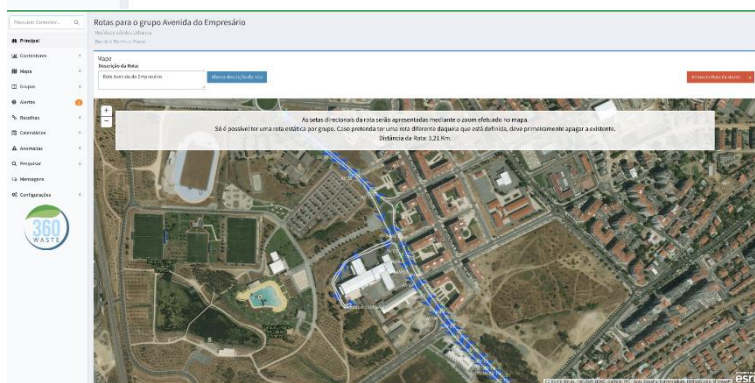 Pesquisar Contentor...
Rotas para o grupo Avenida do Empresário
Principal
Contentores
Mapa
Grupos
Alertas
Recolhas
Calendários
Anomalias
Pesquisar
Mensagens
Configurações
360
WASTE
Mapa
Descrição da Rota:
Rota Avenida do Empresário
+
−
As setas direcionais da rota serão apresentadas mediante o zoom efetuado no mapa.
Só é possível ter uma rota estática por grupo. Caso pretenda ter uma rota diferente daquela que está definida, deve primeiramente apagar a existente.
Distância da Rota: 3,21 Km.
esri